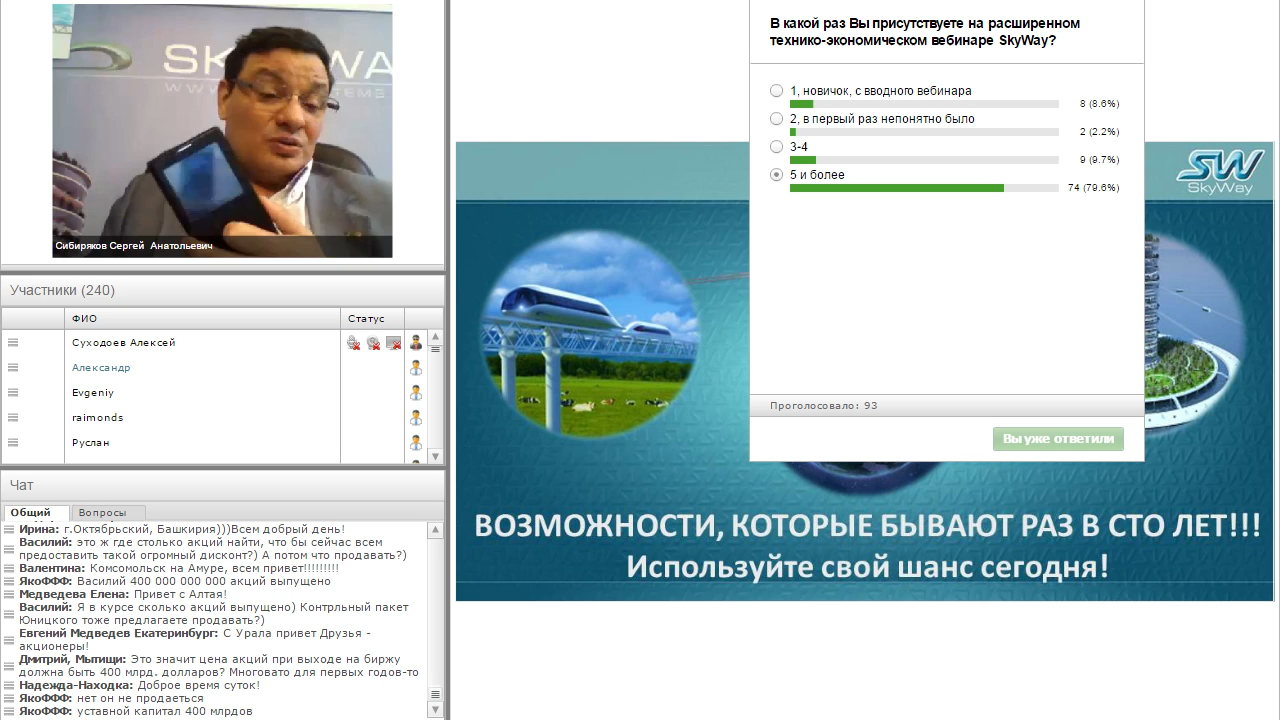 SKYWAY
Сибиряков Сергей Анатольевич
Участники (240)
ФИО
Статус
Суходоев Алексей
Александр
Evgeniy
raimonds
Руслан
Чат
Общий
Вопросы
Ирина: г.Октябрьский, Башкирия)))Всем добрый день!
Василий: это ж где столько акций найти, что бы сейчас всем
предоставить такой огромный дисконт?) А потом что продавать?)
Валентина: Комсомольск на Амуре, всем привет!!!!!!!!!
ЯкоФФФ: Василий 400 000 000 000 акций выпущено
Медведева Елена: Привет с Алтая!
Василий: Я в курсе сколько акций выпущено) Контрльный пакет
Юницкого тоже предлагаете продавать?)
Евгений Медведев Екатеринбург: С Урала привет Друзья -
акционеры!
Дмитрий, Мытищи: Это значит цена акций при выходе на биржу
должна быть 400 млрд. долларов? Многовато для первых годов-то
Надежда-Находка: Доброе время суток!
ЯкоФФФ: нет он не продаеться
ЯкоФФФ: уставной капитал 400 млрдов
В какой раз Вы присутствуете на расширенном
технико-экономическом вебинаре SkyWay?
1, новичок, с вводного вебинара
8 (8.6%)
2, в первый раз непонятно было
2 (2.2%)
3-4
9 (9.7%)
5 и более
74 (79.6%)
Проголосовало: 93
Вы уже ответили
SW
SkyWay
ВОЗМОЖНОСТИ, КОТОРЫЕ БЫВАЮТ РАЗ В СТО ЛЕТ!!!
Используйте свой шанс сегодня!